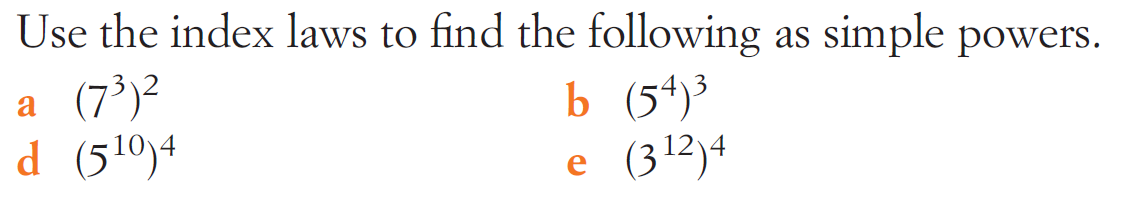 Use the index laws to find the following as simple powers.
a (7³)² b (5⁴)³
d (5¹⁰)⁴ e (3¹²)⁴